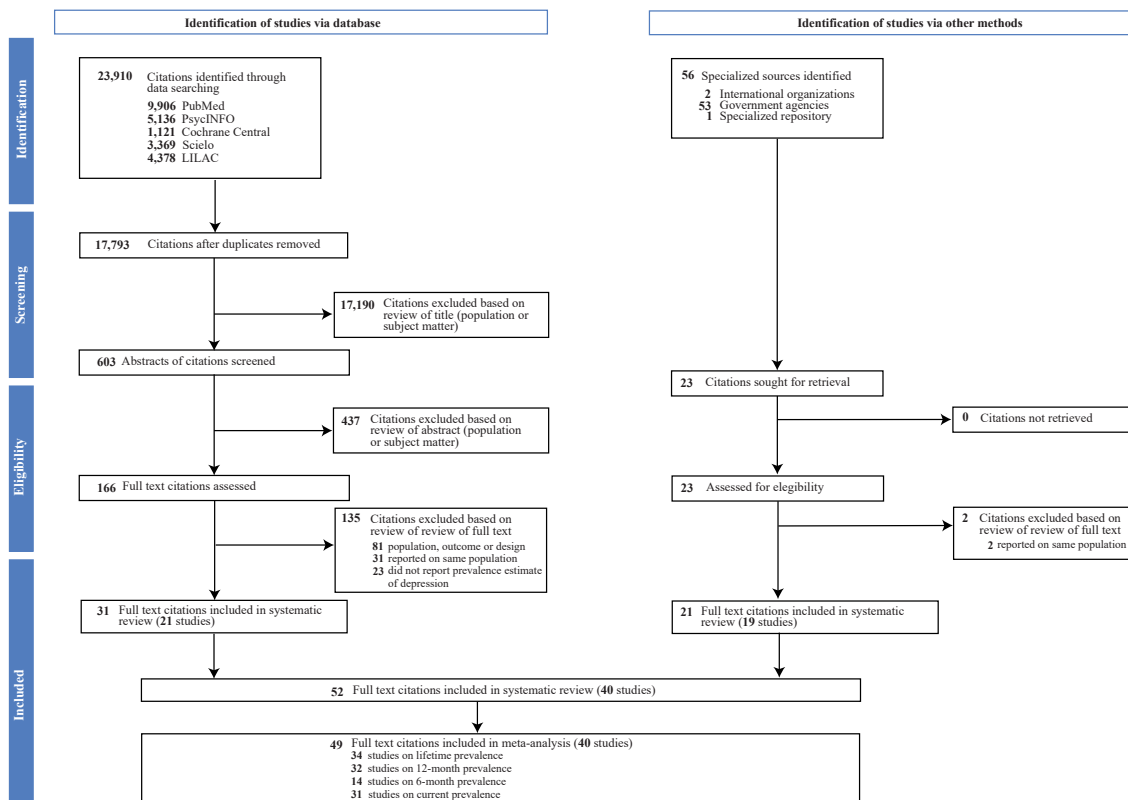 Identification of studies via database
Identification of studies via other methods
Identification
23,910 Citations identified through
data searching
9,906 PubMed
5,136 PsycINFO
1,121 Cochrane Central
3,369 Scielo
4,378 LILAC
56 Specialized sources identified
2 International organizations
53 Government agencies
1 Specialized repository
Screening
17,793 Citations after duplicates removed
17,190 Citations excluded based on
review of title (population or
subject matter)
603 Abstracts of citations screened
23 Citations sought for retrieval
Eligibility
437 Citations excluded based on
review of abstract (population
or subject matter)
0 Citations not retrieved
166 Full text citations assessed
23 Assessed for elegibility
135 Citations excluded based on
review of review of full text
81 population, outcome or design
31 reported on same population
23 did not report prevalence estimate
of depression
2 Citations excluded based on
review of review of full text
2 reported on same population
Included
31 Full text citations included in systematic
review (21 studies)
21 Full text citations included in systematic
review (19 studies)
52 Full text citations included in systematic review (40 studies)
49 Full text citations included in meta-analysis (40 studies)
34 studies on lifetime prevalence
32 studies on 12-month prevalence
14 studies on 6-month prevalence
31 studies on current prevalence